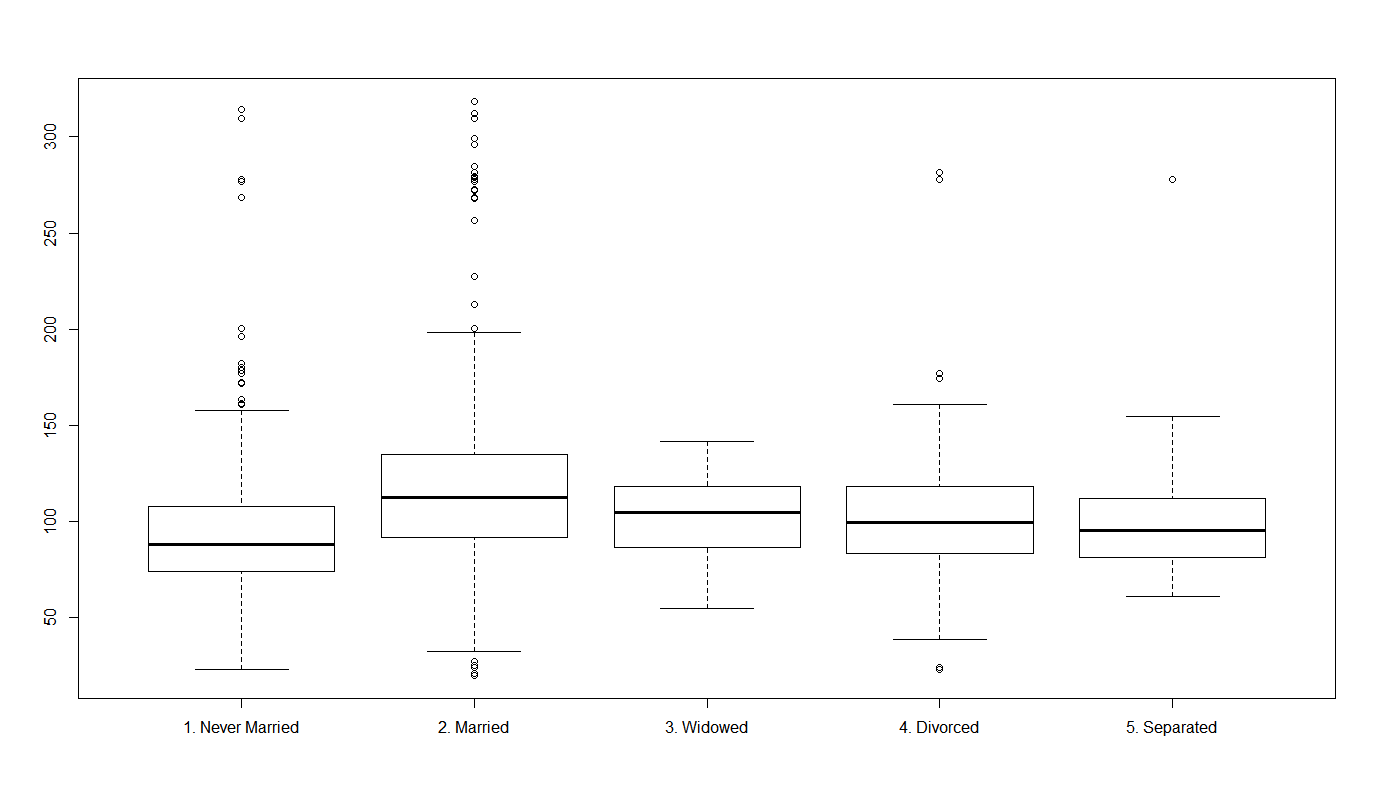 300
250
200
150
100
50
1. Never Married
2. Married
3. Widowed
4. Divorced
5. Separated